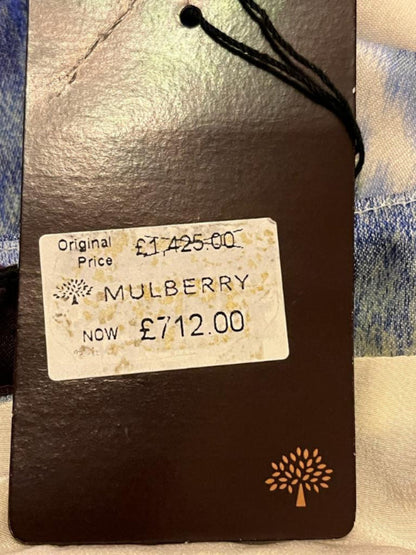 Original £1,425.00
Price
MULBERRY
NOW £712.00